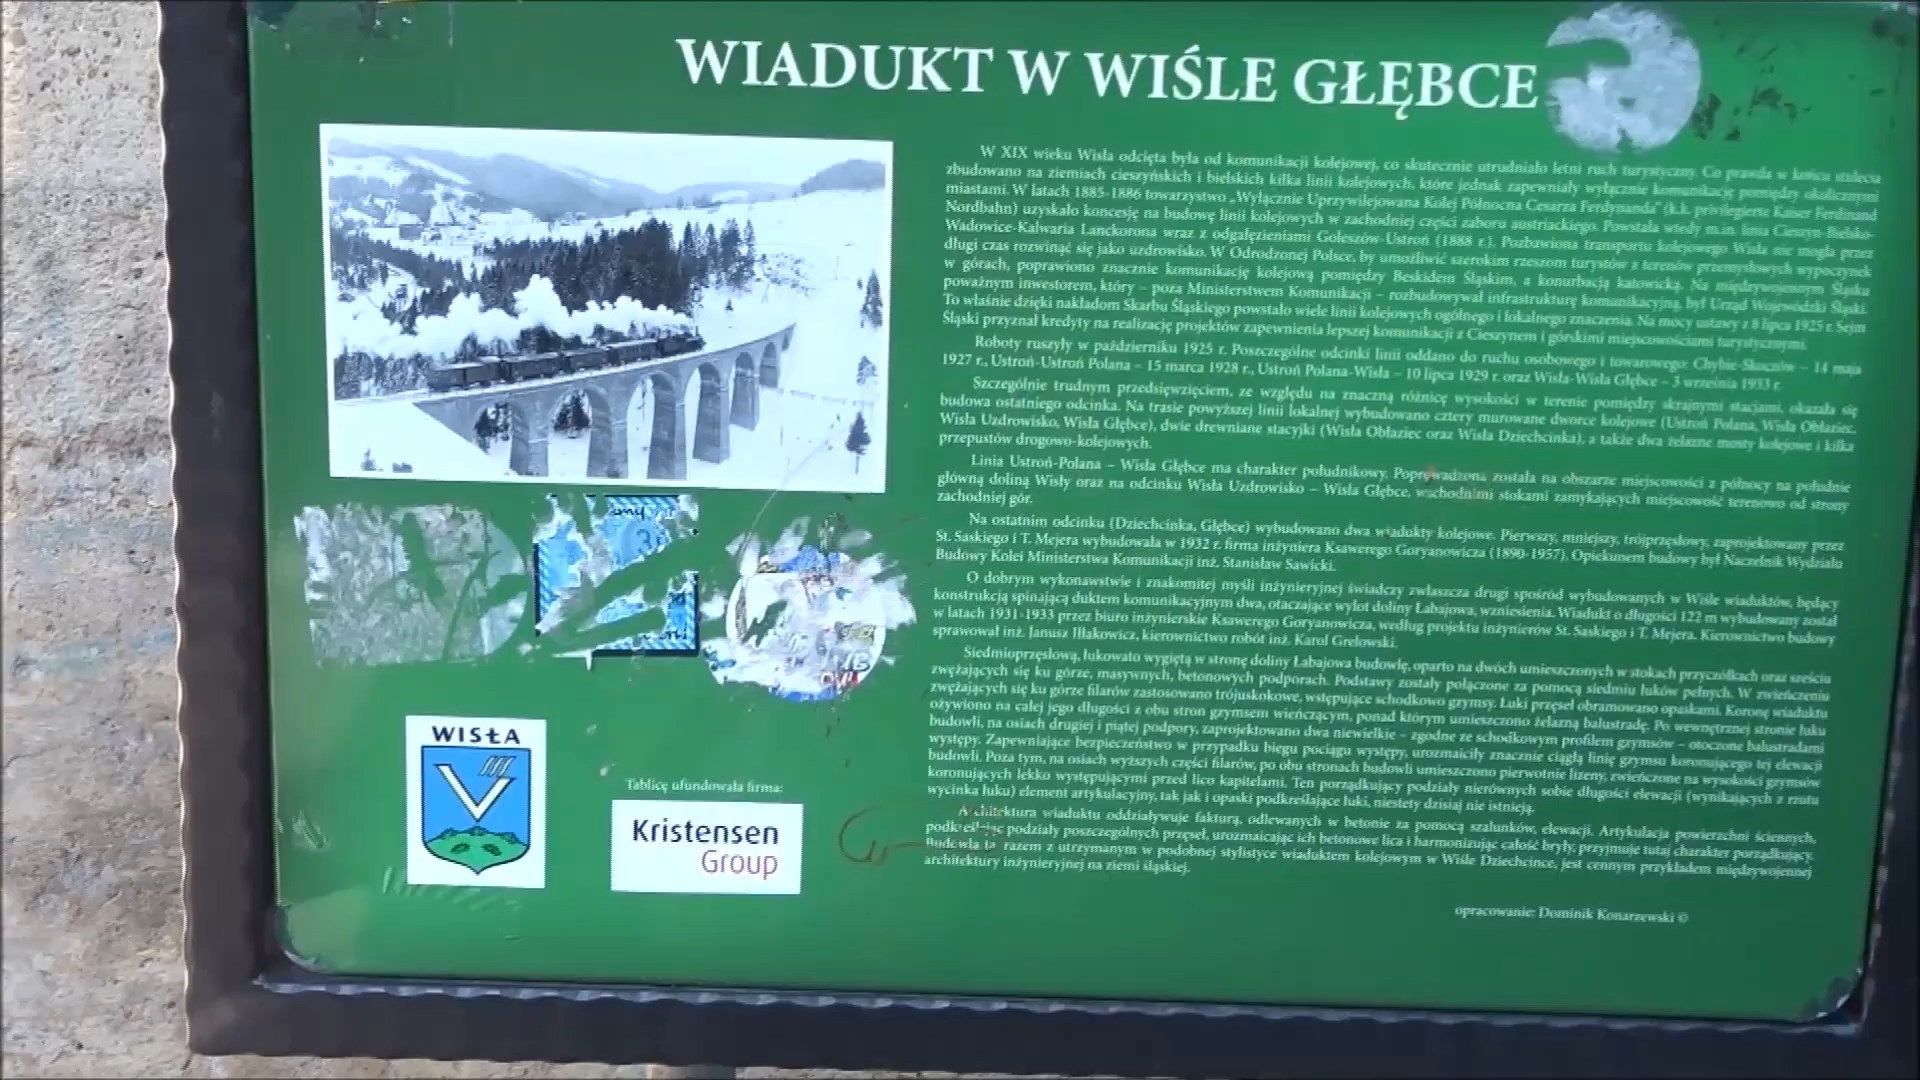 WIADUKT W WIŚLE GŁĘBCE
W XIX wieku Wisła odcięta była od komunikacji kolejowej, co skutecznie utrudniało letni ruch turystyczny. Co prawda w końcu stulecia
zbudowano na ziemiach cieszyńskich i bielskich kilka linii kolejowych, które jednak zapewniały wyłącznie komunikację pomiędzy okolicznymi
miastami. W latach 1885-1886 towarzystwo „Wyłącznie Uprzywilejowana Kolej Północna Cesarza Ferdynanda" (k.k. privilegierte Kaiser Ferdinand
Nordbahn) uzyskało koncesję na budowę linii kolejowych w zachodniej części zaboru austriackiego. Powstała wtedy m.in. linia Cieszyn-Bielsko-
Wadowice-Kalwaria Lanckorona wraz z odgałęzieniami Goleszów-Ustroń (1888 r.). Pozbawiona transportu kolejowego Wisła nie mogła przez
długi czas rozwinąć się jako uzdrowisko. W Odrodzonej Polsce, by umożliwić szerokim rzeszom turystów z terenów przemysłowych wypoczynek
w górach, poprawiono znacznie komunikację kolejową pomiędzy Beskidem Śląskim, a konurbacją katowicką. Na międzywojennym Śląsku
poważnym inwestorem, który – poza Ministerstwem Komunikacji – rozbudowywał infrastrukturę komunikacyjną, był Urząd Wojewódzki Śląski.
To właśnie dzięki nakładom Skarbu Śląskiego powstało wiele linii kolejowych ogólnego i lokalnego znaczenia. Na mocy ustawy z 8 lipca 1925 r. Sejm
Śląski przyznał kredyty na realizację projektów zapewnienia lepszej komunikacji z Cieszynem i górskimi miejscowościami turystycznymi.
Roboty ruszyły w październiku 1925 r. Poszczególne odcinki linii oddano do ruchu osobowego i towarowego: Chybie-Skoczów – 14 maja
1927 r., Ustroń-Ustroń Polana – 15 marca 1928 r., Ustroń Polana-Wisła – 10 lipca 1929 r. oraz Wisła-Wisła Głębce – 3 września 1933 r.
Szczególnie trudnym przedsięwzięciem, ze względu na znaczną różnicę wysokości w terenie pomiędzy skrajnymi stacjami, okazała się
budowa ostatniego odcinka. Na trasie powyższej linii lokalnej wybudowano cztery murowane dworce kolejowe (Ustroń Polana, Wisła Obłaziec,
Wisła Uzdrowisko, Wisła Głębce), dwie drewniane stacyjki (Wisła Obłaziec oraz Wisła Dziechcinka), a także dwa żelazne mosty kolejowe i kilka
przepustów drogowo-kolejowych.
Linia Ustroń-Polana – Wisła Głębce ma charakter południkowy. Poprowadzona została na obszarze miejscowości z północy na południe
główną doliną Wisły oraz na odcinku Wisła Uzdrowisko – Wisła Głębce, wschodnimi stokami zamykających miejscowość terenowo od strony
zachodniej gór.
Na ostatnim odcinku (Dziechcinka, Głębce) wybudowano dwa wiadukty kolejowe. Pierwszy, mniejszy, trójprzęsłowy, zaprojektowany przez
St. Saskiego i T. Mejera wybudowała w 1932 r. firma inżyniera Ksawerego Goryanowicza (1890-1957). Opiekunem budowy był Naczelnik Wydziału
Budowy Kolei Ministerstwa Komunikacji inż. Stanisław Sawicki.
O dobrym wykonawstwie i znakomitej myśli inżynieryjnej świadczy zwłaszcza drugi spośród wybudowanych w Wiśle wiaduktów, będący
konstrukcją spinającą duktem komunikacyjnym dwa, otaczające wylot doliny Łabajowa, wzniesienia. Wiadukt o długości 122 m wybudowany został
w latach 1931-1933 przez biuro inżynierskie Ksawerego Goryanowicza, według projektu inżynierów St. Saskiego i T. Mejera. Kierownictwo budowy
sprawował inż. Janusz Iłłakowicz, kierownictwo robót inż. Karol Grelowski.
Siedmioprzęsłową, łukowato wygiętą w stronę doliny Łabajowa budowlę, oparto na dwóch umieszczonych w stokach przyczółkach oraz sześciu
zwężających się ku górze, masywnych, betonowych podporach. Podstawy zostały połączone za pomocą siedmiu łuków pełnych. W zwieńczeniu
zwężających się ku górze filarów zastosowano trójuskokowe, wstępujące schodkowo gzymsy. Łuki przęseł obramowano opaskami. Koronę wiaduktu
ożywiono na całej jego długości z obu stron gzymsem wieńczącym, ponad którym umieszczono żelazną balustradę. Po wewnętrznej stronie łuku
budowli, na osiach drugiej i piątej podpory, zaprojektowano dwa niewielkie – zgodne ze schodkowym profilem gzymsów – otoczone balustradami
występy. Zapewniające bezpieczeństwo w przypadku biegu pociągu występy, urozmaiciły znacznie ciągłą linię gzymsu koronującego tej elewacji
budowli. Poza tym, na osiach wyższych części filarów, po obu stronach budowli umieszczono pierwotnie lizeny, zwieńczone na wysokości gzymsów
koronujących lekko występującymi przed lico kapitelami. Ten porządkujący podziały nierównych sobie długości elewacji (wynikających z rzutu
wycinka łuku) element artykulacyjny, tak jak i opaski podkreślające łuki, niestety dzisiaj nie istnieją.
Architektura wiaduktu oddziaływuje fakturą, odlewanych w betonie za pomocą szalunków, elewacji. Artykulacja powierzchni ściennych,
podkreślając podziały poszczególnych przęseł, urozmaicając ich betonowe lica i harmonizując całość bryły, przyjmuje tutaj charakter porządkujący.
Budowla ta razem z utrzymanym w podobnej stylistyce wiaduktem kolejowym w Wiśle Dziechcince, jest cennym przykładem międzywojennej
architektury inżynieryjnej na ziemi śląskiej.
opracowanie: Dominik Konarzewski ©
WISŁA
Tablicę ufundowała firma:
Kristensen
Group